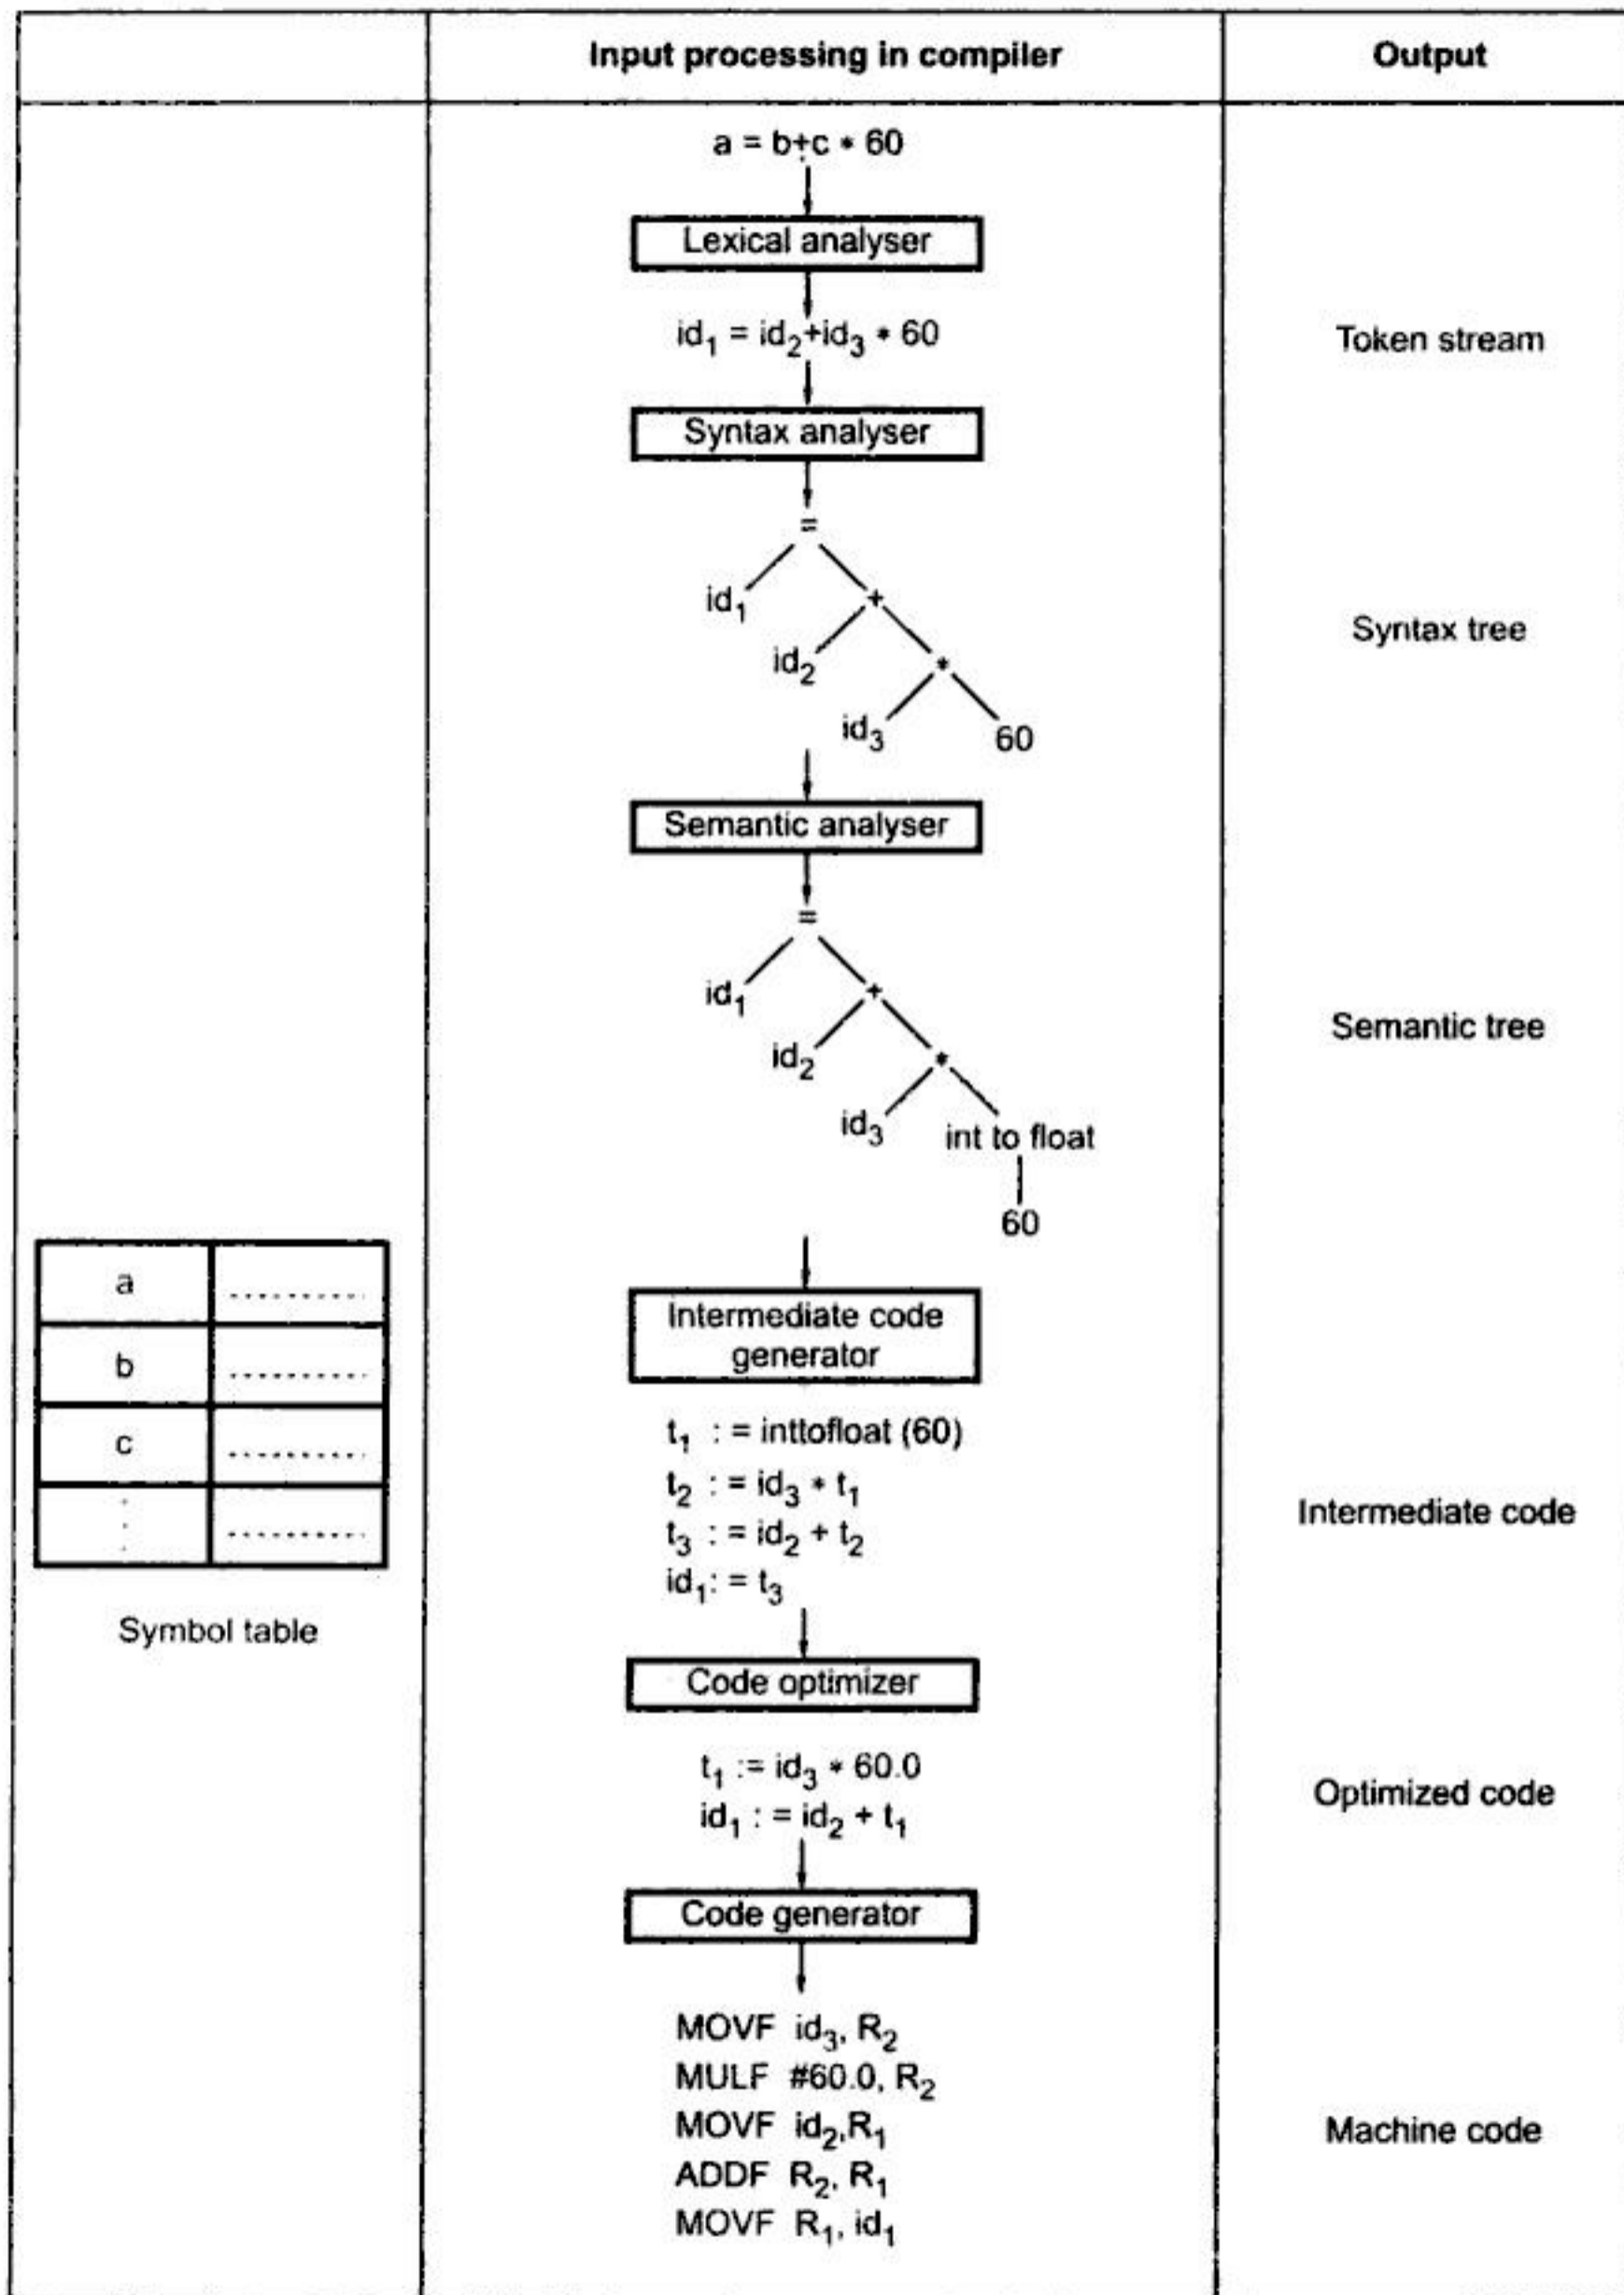 Input processing in compiler
Output
a = b+c * 60
Lexical analyser
id₁ = id₂+id₃ * 60
Token stream
Syntax analyser
=
id₁
+
id₂
*
id₃
60
Syntax tree
Semantic analyser
=
id₁
+
id₂
*
id₃
int to float
60
Semantic tree
a ..........
b ..........
c ..........
⋮ ..........
Symbol table
Intermediate code
generator
t₁ : = inttofloat (60)
t₂ : = id₃ * t₁
t₃ : = id₂ + t₂
id₁: = t₃
Intermediate code
Code optimizer
t₁ := id₃ * 60.0
id₁ : = id₂ + t₁
Optimized code
Code generator
MOVF id₃, R₂
MULF #60.0, R₂
MOVF id₂,R₁
ADDF R₂, R₁
MOVF R₁, id₁
Machine code